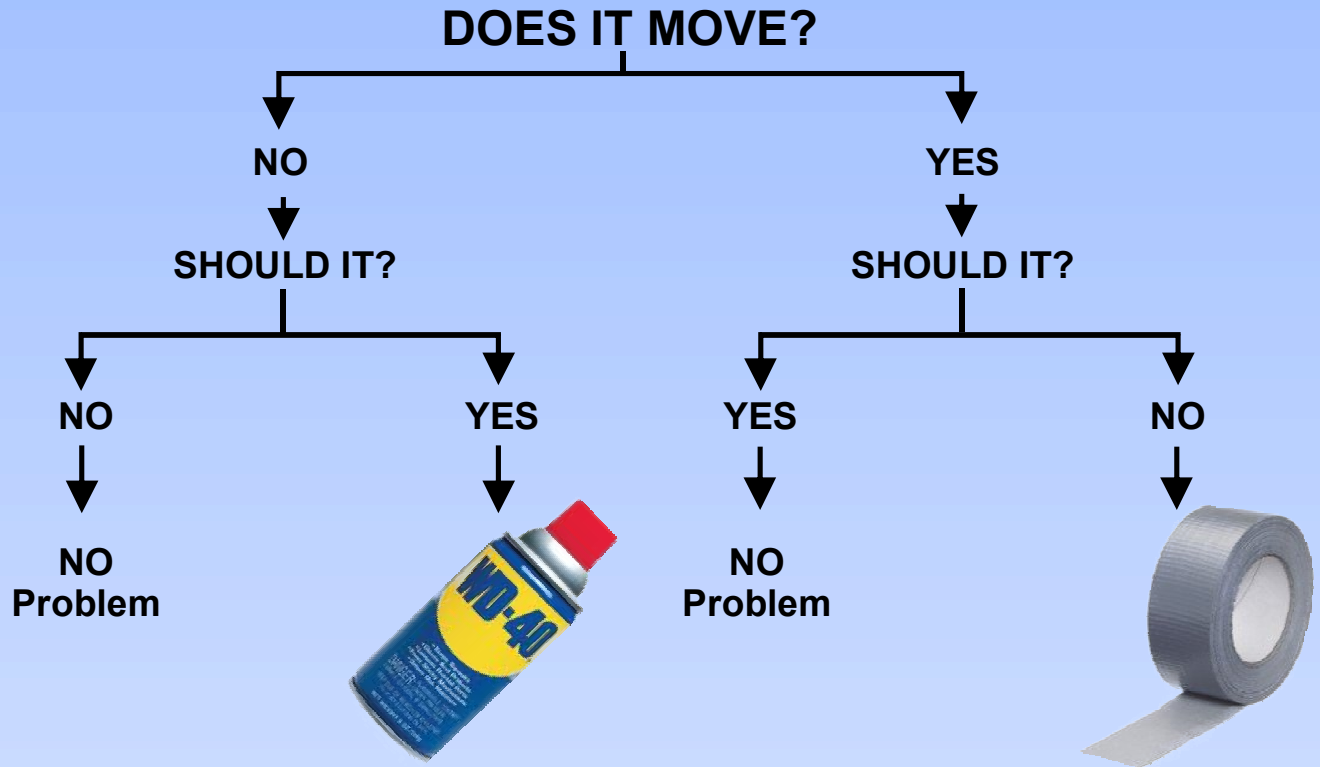 DOES IT MOVE?
NO
YES
SHOULD IT?
SHOULD IT?
NO
YES
YES
NO
NO
Problem
WD-40
NO
Problem